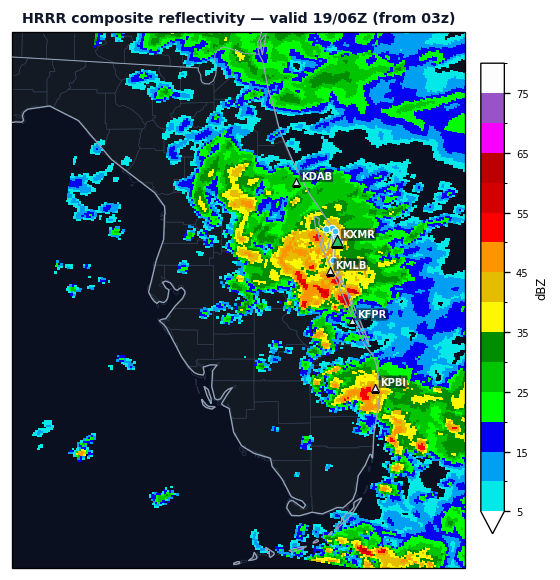 HRRR composite reflectivity — valid 19/06Z (from 03z)
KDAB
KXMR
KMLB
KFPR
KPBI
75
65
55
45
35
25
15
5
dBZ